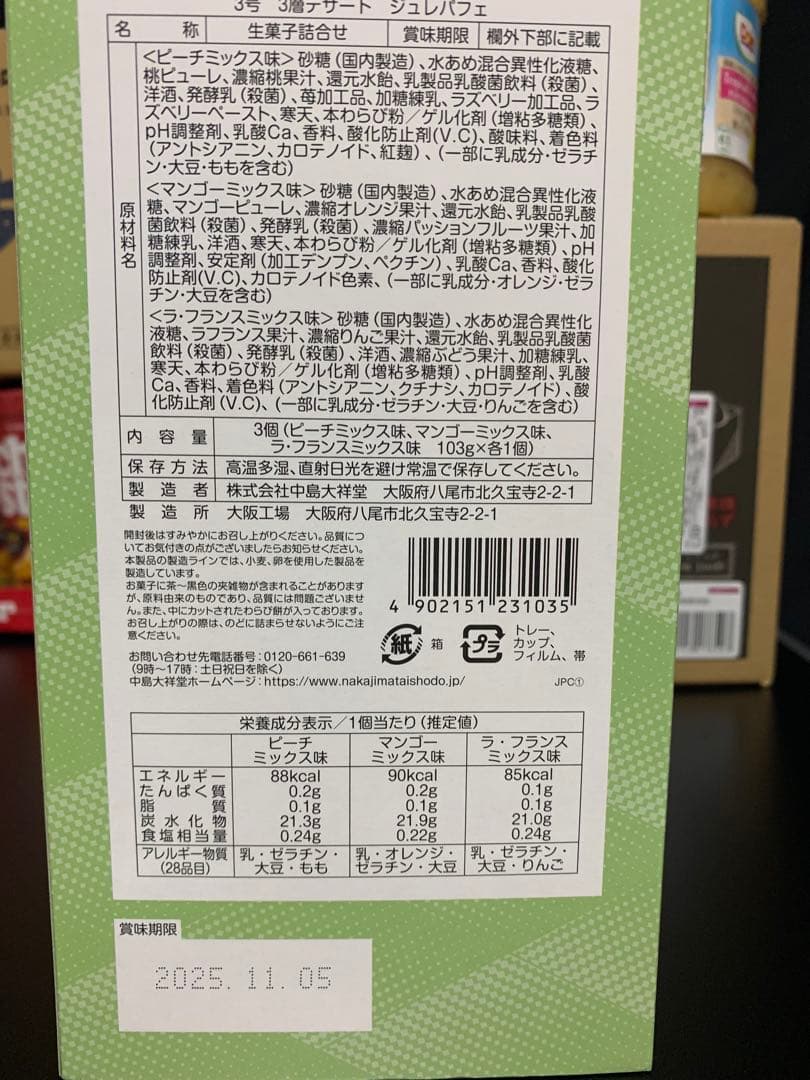 3号 3層デザート ジュレパフェ
名 称 生菓子詰合せ 賞味期限 欄外下部に記載
原材料名
<ピーチミックス味>砂糖(国内製造)、水あめ混合異性化液糖、
桃ピューレ、濃縮桃果汁、還元水飴、乳製品乳酸菌飲料(殺菌)、
洋酒、発酵乳(殺菌)、苺加工品、加糖練乳、ラズベリー加工品、ラ
ズベリーペースト、寒天、本わらび粉/ゲル化剤(増粘多糖類)、
pH調整剤、乳酸Ca、香料、酸化防止剤(V.C)、酸味料、着色料
(アントシアニン、カロテノイド、紅麹)、(一部に乳成分・ゼラチ
ン・大豆・ももを含む)
<マンゴーミックス味>砂糖(国内製造)、水あめ混合異性化液
糖、マンゴーピューレ、濃縮オレンジ果汁、還元水飴、乳製品乳酸
菌飲料(殺菌)、発酵乳(殺菌)、濃縮パッションフルーツ果汁、加
糖練乳、洋酒、寒天、本わらび粉/ゲル化剤(増粘多糖類)、pH
調整剤、安定剤(加工デンプン、ペクチン)、乳酸Ca、香料、酸化
防止剤(V.C)、カロテノイド色素、(一部に乳成分・オレンジ・ゼラ
チン・大豆を含む)
<ラ・フランスミックス味>砂糖(国内製造)、水あめ混合異性化
液糖、ラフランス果汁、濃縮りんご果汁、還元水飴、乳製品乳酸菌
飲料(殺菌)、発酵乳(殺菌)、洋酒、濃縮ぶどう果汁、加糖練乳、
寒天、本わらび粉/ゲル化剤(増粘多糖類)、pH調整剤、乳酸
Ca、香料、着色料(アントシアニン、クチナシ、カロテノイド)、酸
化防止剤(V.C)、(一部に乳成分・ゼラチン・大豆・りんごを含む)
内容量 3個(ピーチミックス味、マンゴーミックス味、
ラ・フランスミックス味 103g×各1個)
保存方法 高温多湿、直射日光を避け常温で保存してください。
製造者 株式会社中島大祥堂 大阪府八尾市北久宝寺2-2-1
製造所 大阪工場 大阪府八尾市北久宝寺2-2-1
開封後はすみやかにお召し上がりください。品質につ
いてお気付きの点がございましたらお知らせください。
本製品の製造ラインでは、小麦、卵を使用した製品を
製造しています。
お菓子に茶〜黒色の夾雑物が含まれることがあります
が、原料由来のものであり、品質には問題ございませ
ん。また、中にカットされたわらび餅が入っております。
お召し上がりの際は、のどに詰まらせないようにご注
意ください。
4 902151 231035
紙 箱
プラ トレー、
カップ、
フィルム、帯
お問い合わせ先電話番号:0120-661-639
(9時〜17時:土日祝日を除く)
中島大祥堂ホームページ:https://www.nakajimataishodo.jp/
JPC①
栄養成分表示/1個当たり(推定値)
ピーチ
ミックス味
マンゴー
ミックス味
ラ・フランス
ミックス味
エネルギー 88kcal 90kcal 85kcal
たんぱく質 0.2g 0.2g 0.1g
脂質 0.1g 0.1g 0.1g
炭水化物 21.3g 21.9g 21.0g
食塩相当量 0.24g 0.22g 0.24g
アレルギー物質
(28品目)
乳・ゼラチン・
大豆・もも
乳・オレンジ・
ゼラチン・大豆
乳・ゼラチン・
大豆・りんご
賞味期限
2025.11.05